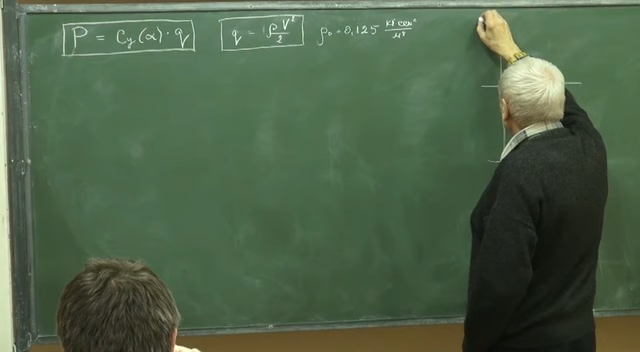 P = Cy(α)·q q = ρV²/2 ρ₀ = 0,125 кг сек²/м⁴